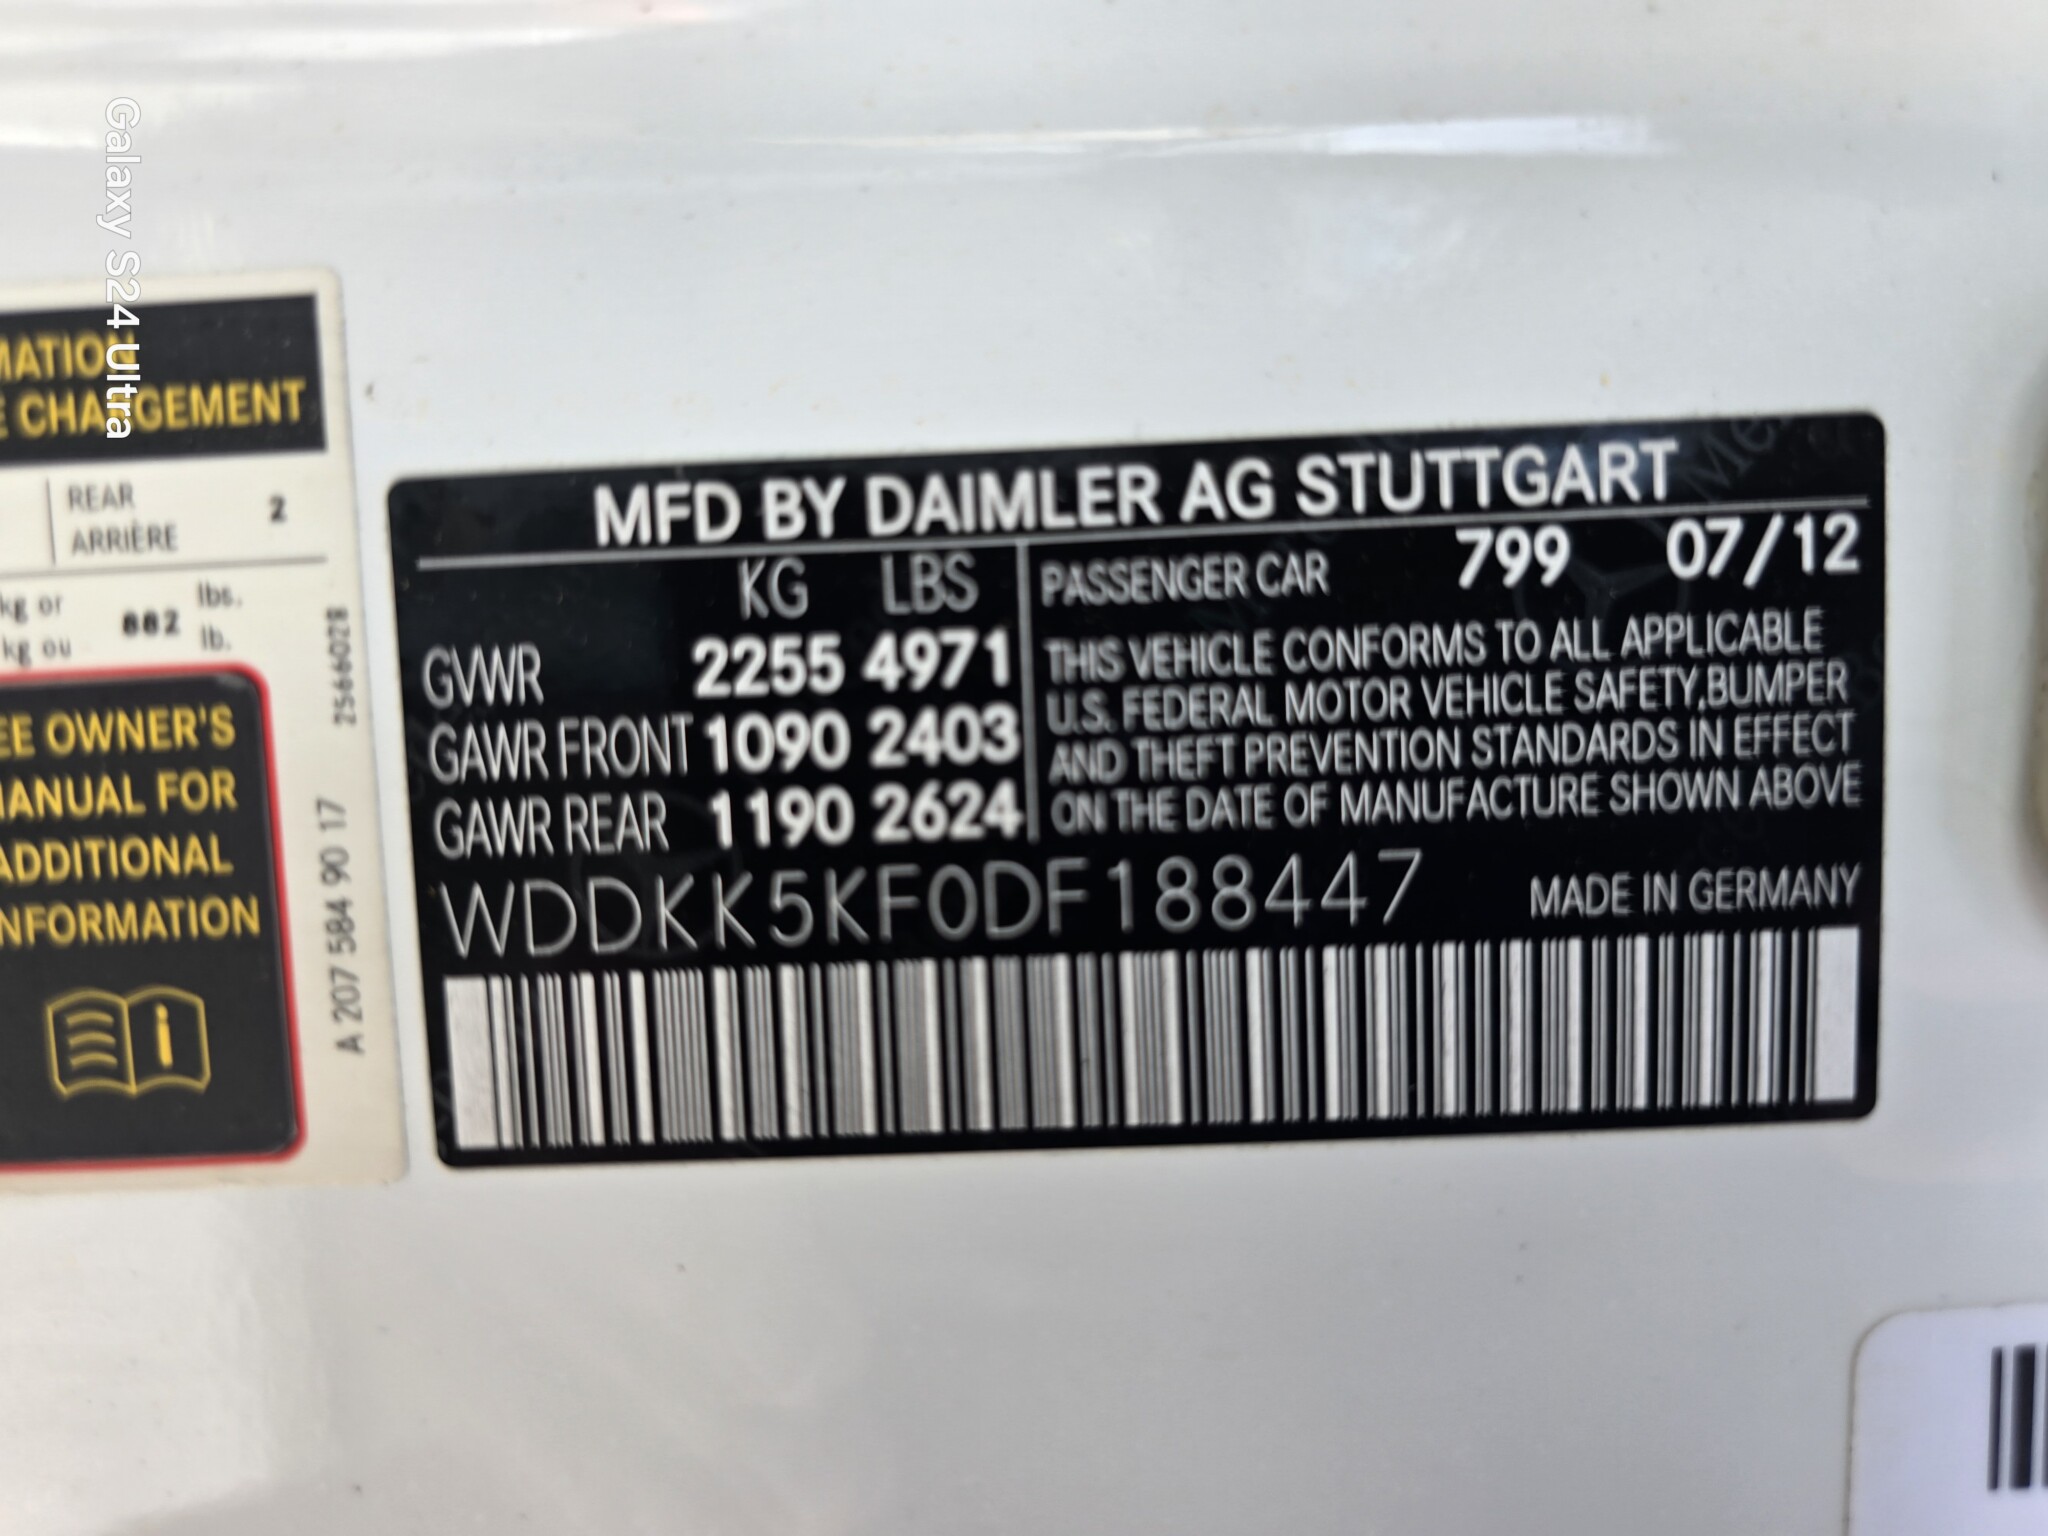 Galaxy S24 Ultra
MATION
E CHARGEMENT
REAR
ARRIÈRE
2
kg or
kg ou
882
lbs.
lb.
EE OWNER'S
MANUAL FOR
ADDITIONAL
INFORMATION
i
A 207 584 90 17
2566028
MFD BY DAIMLER AG STUTTGART
KG LBS
GVWR 2255 4971
GAWR FRONT 1090 2403
GAWR REAR 1190 2624
PASSENGER CAR 799 07/12
THIS VEHICLE CONFORMS TO ALL APPLICABLE
U.S. FEDERAL MOTOR VEHICLE SAFETY,BUMPER
AND THEFT PREVENTION STANDARDS IN EFFECT
ON THE DATE OF MANUFACTURE SHOWN ABOVE
WDDKK5KF0DF188447
MADE IN GERMANY